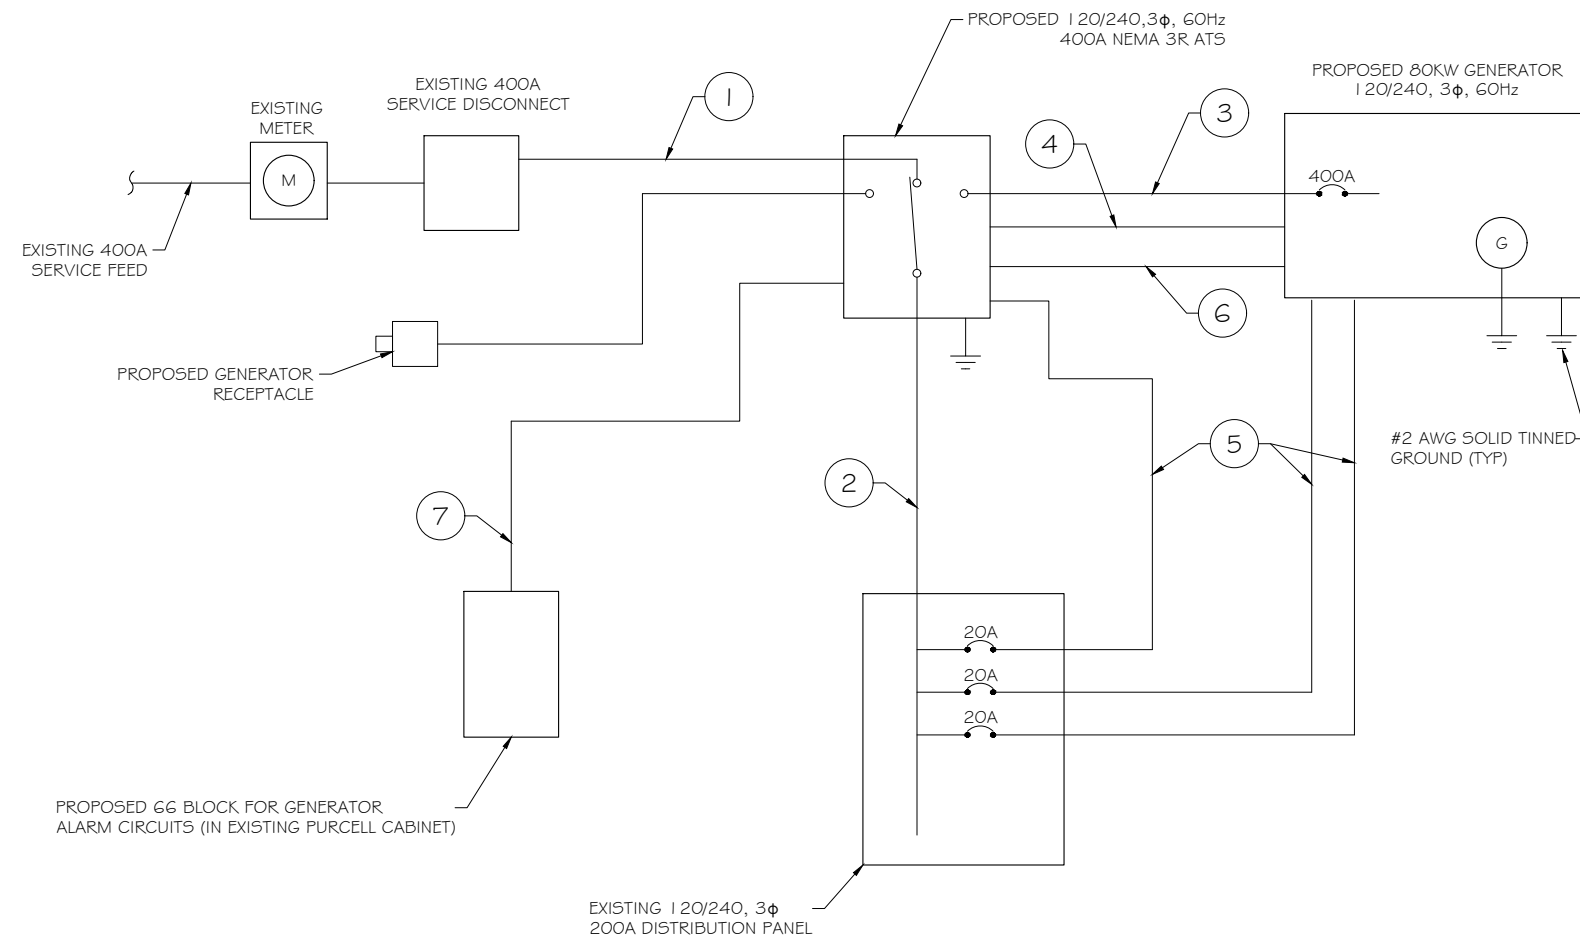 PROPOSED 120/240,3ϕ, 60Hz
400A NEMA 3R ATS
PROPOSED 80KW GENERATOR
120/240, 3ϕ, 60Hz
EXISTING 400A
SERVICE DISCONNECT
1
EXISTING
METER
M
3
4
400A
EXISTING 400A
SERVICE FEED
G
6
PROPOSED GENERATOR
RECEPTACLE
#2 AWG SOLID TINNED
GROUND (TYP)
5
2
7
20A
20A
20A
PROPOSED 66 BLOCK FOR GENERATOR
ALARM CIRCUITS (IN EXISTING PURCELL CABINET)
EXISTING 120/240, 3ϕ
200A DISTRIBUTION PANEL